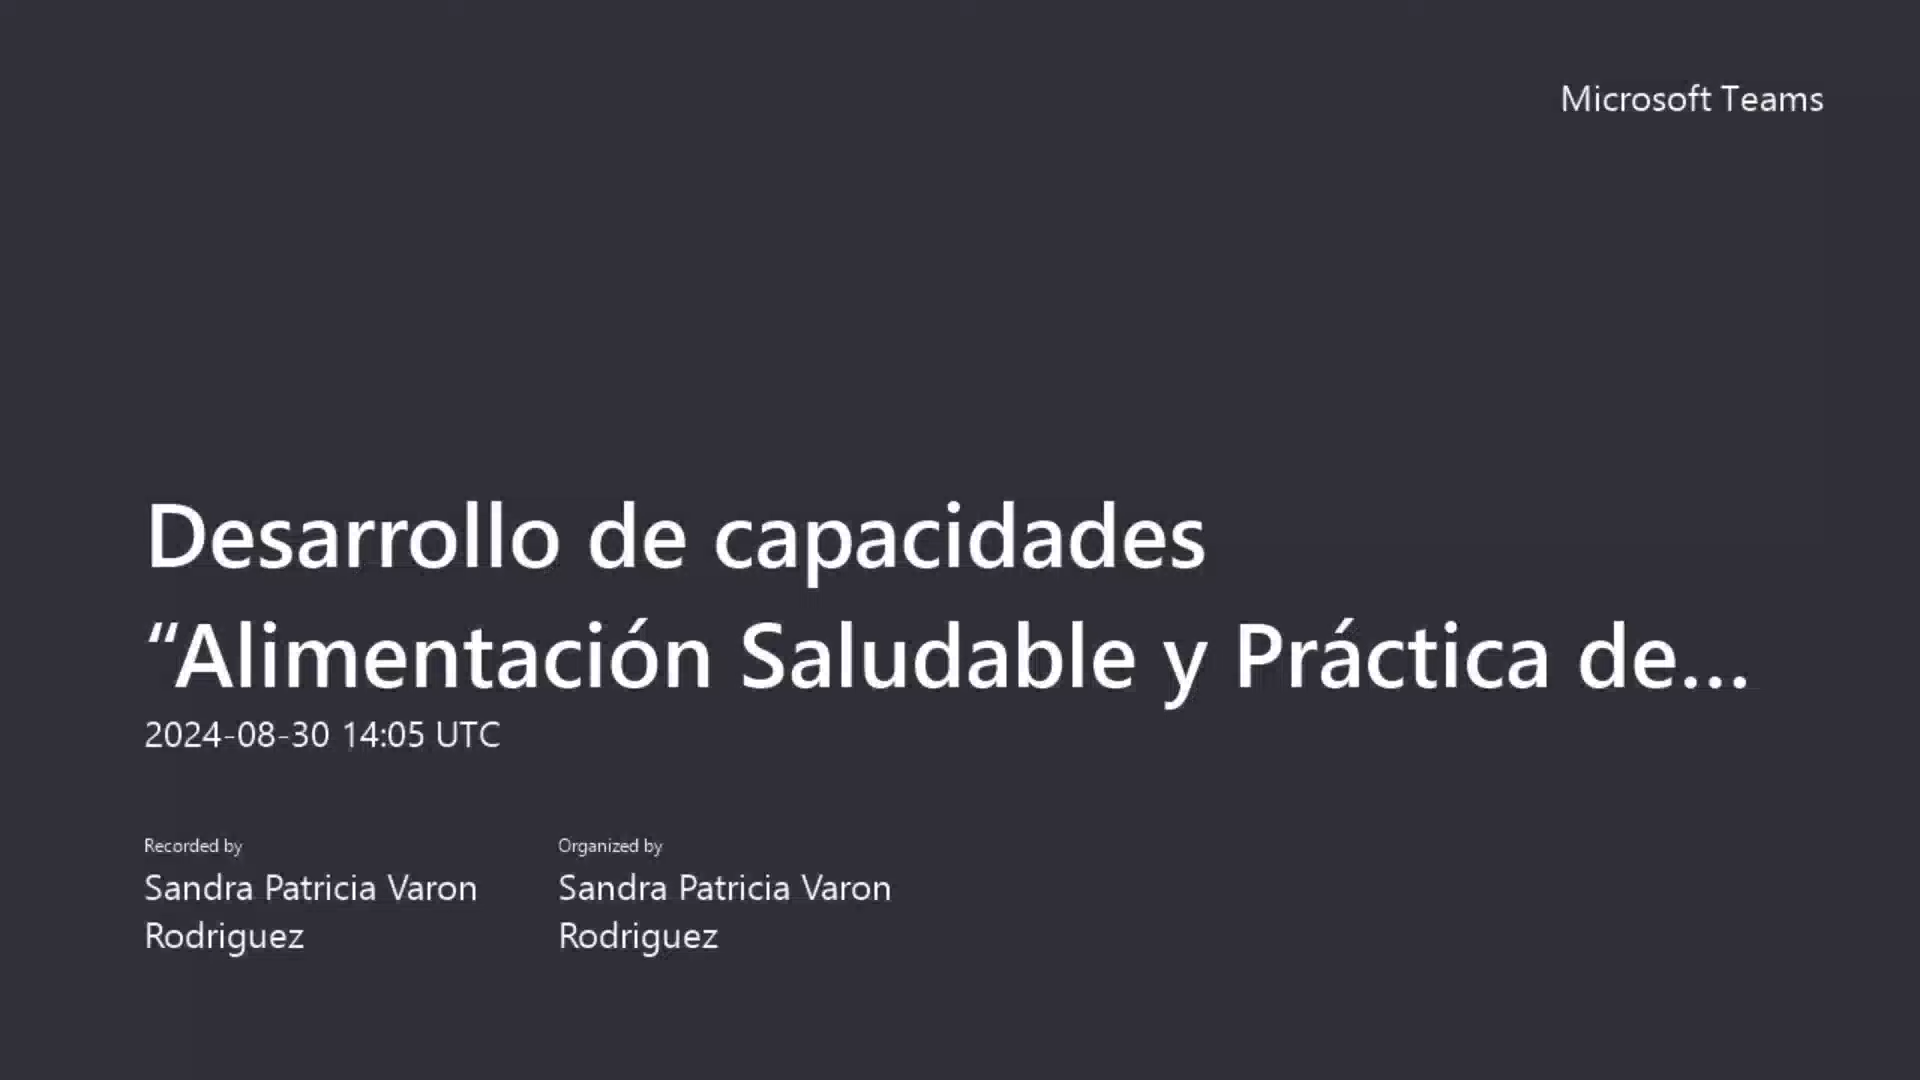 Microsoft Teams
Desarrollo de capacidades
“Alimentación Saludable y Práctica de...
2024-08-30 14:05 UTC
Recorded by
Sandra Patricia Varon
Rodriguez
Organized by
Sandra Patricia Varon
Rodriguez